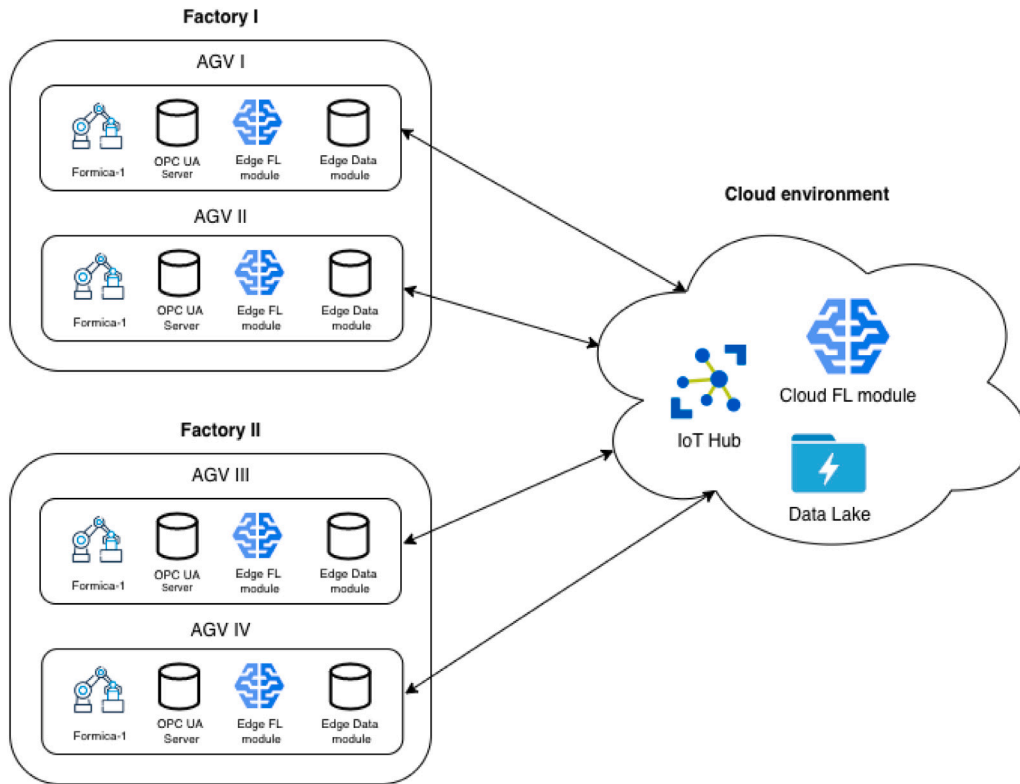 Factory I
AGV I
Formica-1
OPC UA
Server
Edge FL
module
Edge Data
module
AGV II
Formica-1
OPC UA
Server
Edge FL
module
Edge Data
module
Factory II
AGV III
Formica-1
OPC UA
Server
Edge FL
module
Edge Data
module
AGV IV
Formica-1
OPC UA
Server
Edge FL
module
Edge Data
module
Cloud environment
Cloud FL module
IoT Hub
Data Lake